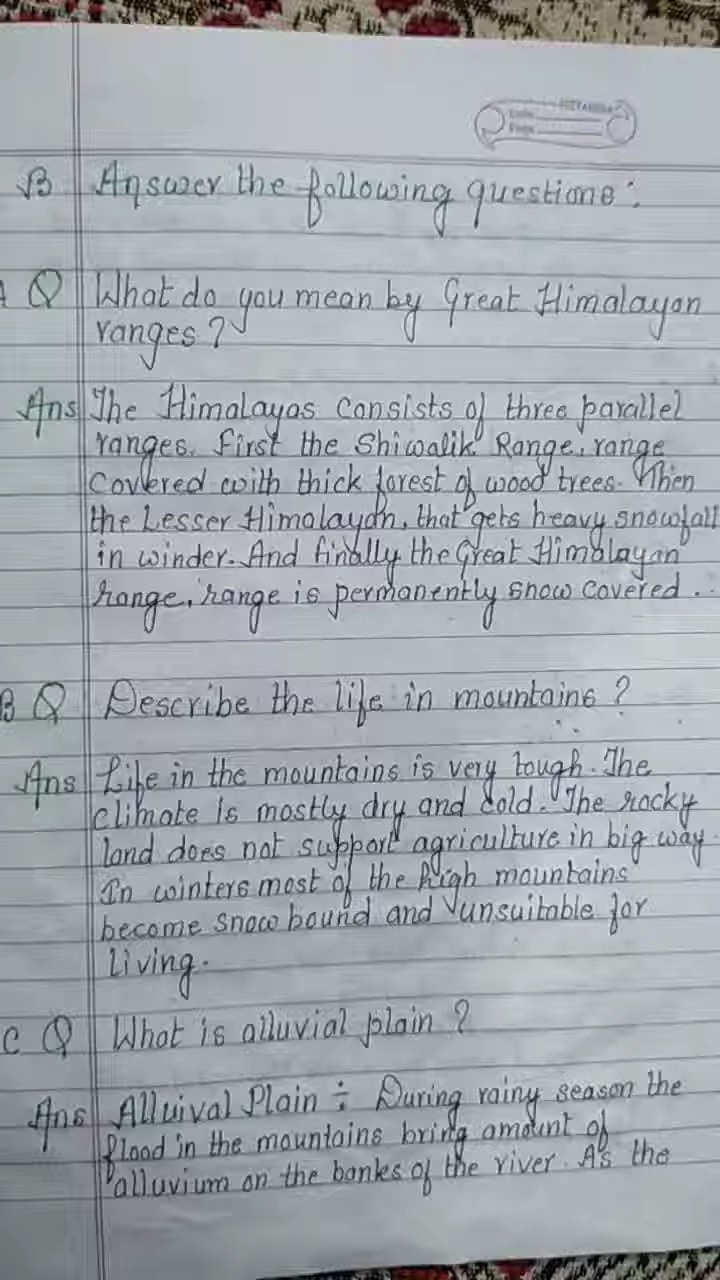 B Answer the following questions:
A Q What do you mean by Great Himalayan
ranges?
Ans The Himalayas consists of three parallel
ranges. First the Shiwalik Range, range
Covered with thick forest of wood trees. Then
the Lesser Himalayan, that gets heavy snowfall
in winder. And finally the Great Himalayan
range, range is permanently snow covered.
B Q Describe the life in mountains?
Ans Life in the mountains is very tough. The
climate is mostly dry and cold. The rocky
land does not support agriculture in big way.
In winters most of the high mountains
become snow bound and unsuitable for
living.
C Q What is alluvial plain?
Ans Alluival Plain ÷ During rainy season the
flood in the mountains bring amount of
alluvium on the banks of the river. As the